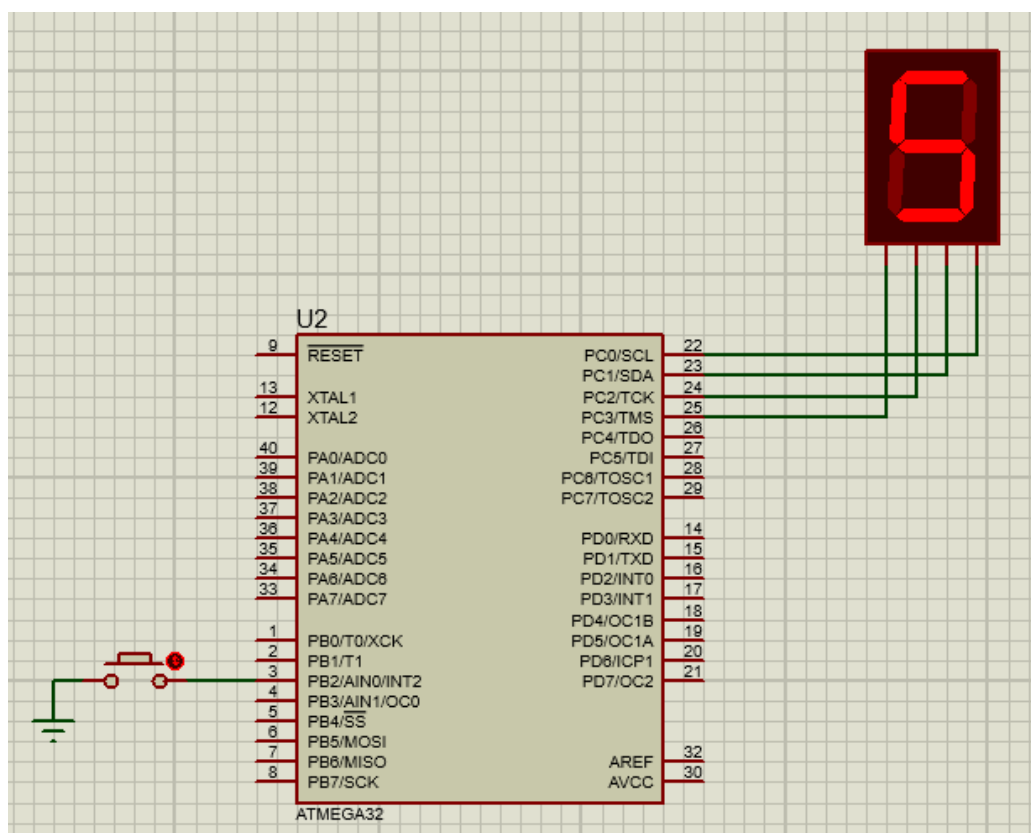 5
U2
9 RESET PC0/SCL 22
PC1/SDA 23
13 XTAL1 PC2/TCK 24
12 XTAL2 PC3/TMS 25
PC4/TDO 26
40 PA0/ADC0 PC5/TDI 27
39 PA1/ADC1 PC6/TOSC1 28
38 PA2/ADC2 PC7/TOSC2 29
37 PA3/ADC3
36 PA4/ADC4 PD0/RXD 14
35 PA5/ADC5 PD1/TXD 15
34 PA6/ADC6 PD2/INT0 16
33 PA7/ADC7 PD3/INT1 17
PD4/OC1B 18
1 PB0/T0/XCK PD5/OC1A 19
2 PB1/T1 PD6/ICP1 20
3 PB2/AIN0/INT2 PD7/OC2 21
4 PB3/AIN1/OC0
5 PB4/SS
6 PB5/MOSI
7 PB6/MISO AREF 32
8 PB7/SCK AVCC 30
ATMEGA32